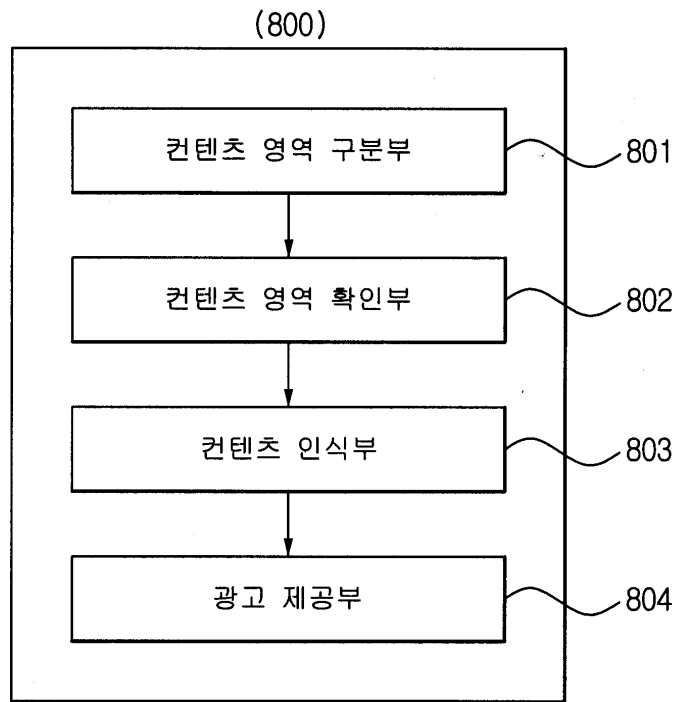 (800)
컨텐츠 영역 구분부
801
컨텐츠 영역 확인부
802
컨텐츠 인식부
803
광고 제공부
804